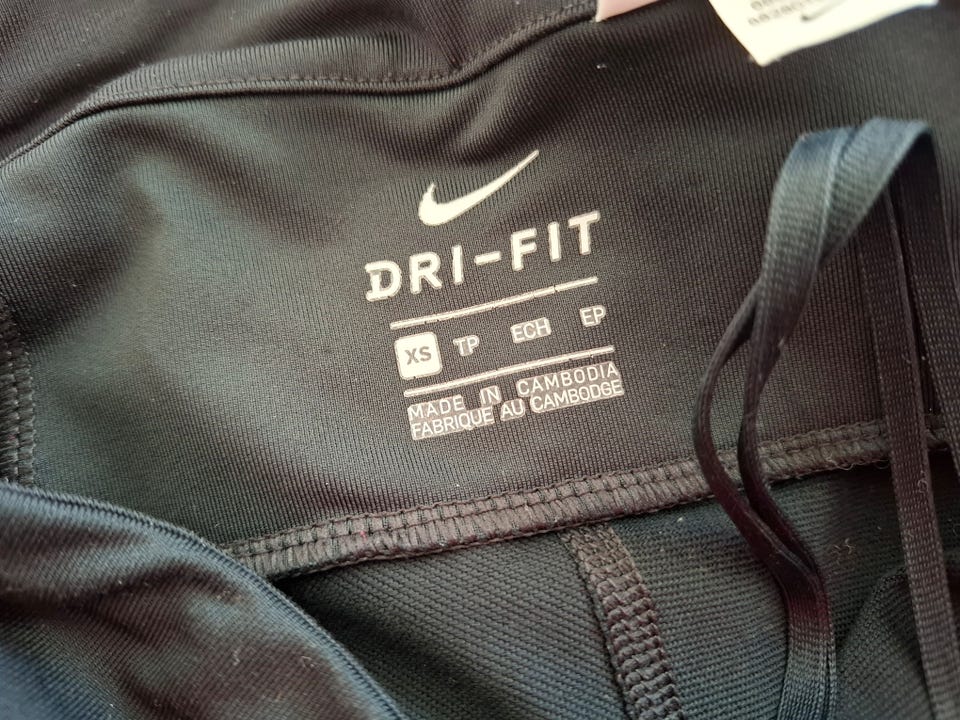 DRI-FIT
XS TP ECH EP
MADE IN CAMBODIA
FABRIQUE AU CAMBODGE